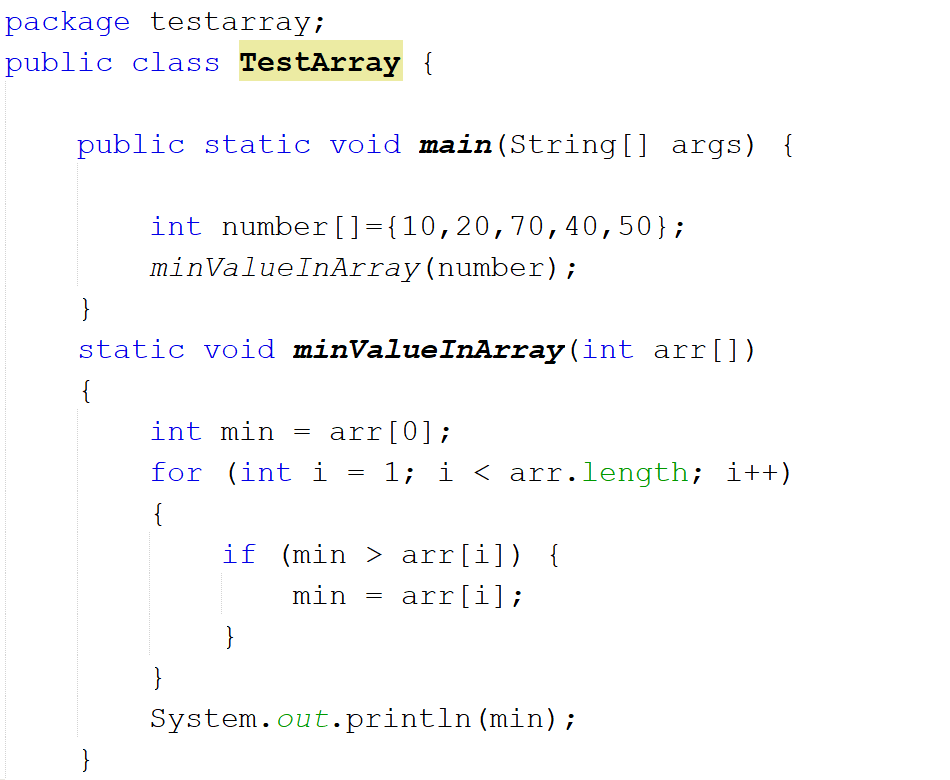 package testarray;
public class TestArray {
public static void main(String[] args) {
int number[]={10,20,70,40,50};
minValueInArray(number);
}
static void minValueInArray(int arr[])
{
int min = arr[0];
for (int i = 1; i < arr.length; i++)
{
if (min > arr[i]) {
min = arr[i];
}
}
System.out.println(min);
}